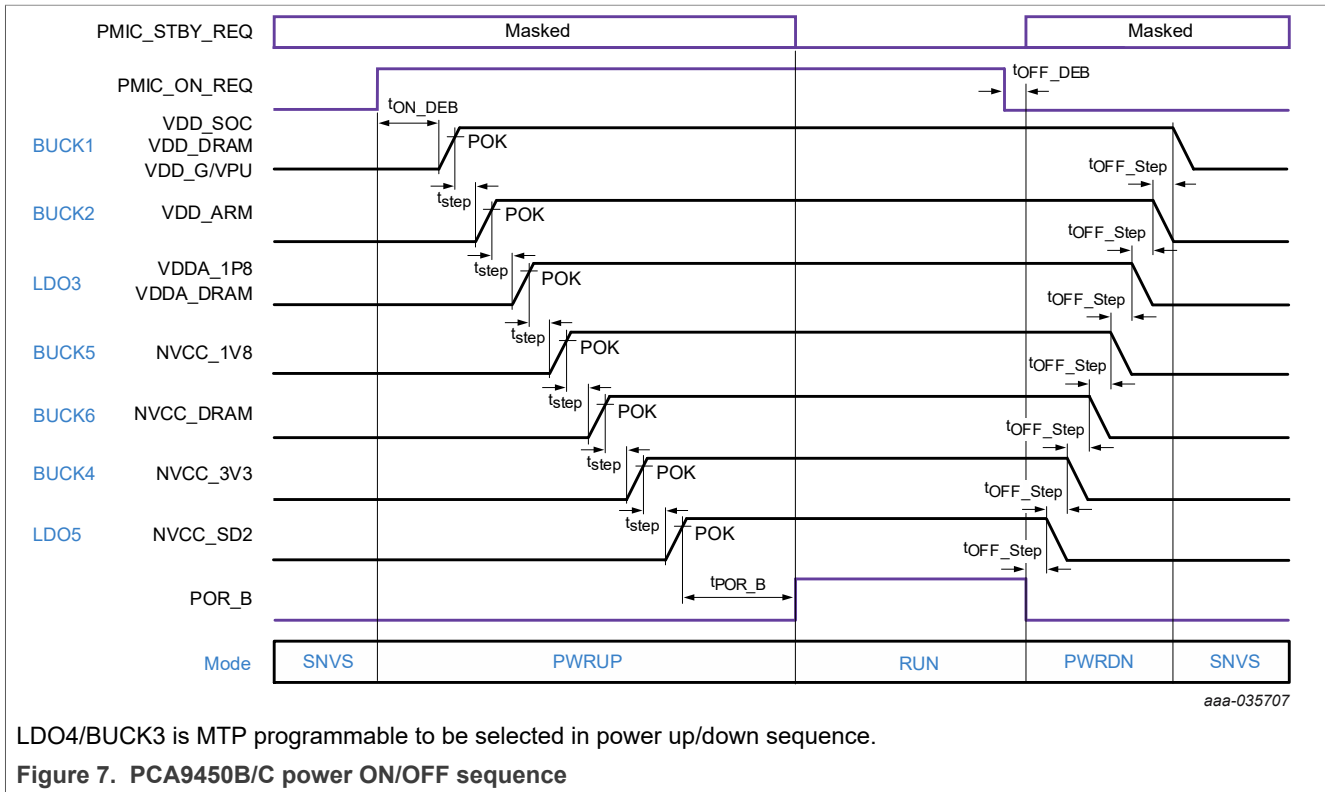 PMIC_STBY_REQ Masked Masked
PMIC_ON_REQ tOFF_DEB
tON_DEB
VDD_SOC
BUCK1 VDD_DRAM POK
VDD_G/VPU tOFF_Step
tstep
BUCK2 VDD_ARM POK
tOFF_Step
VDDA_1P8 tstep
LDO3 POK
VDDA_DRAM tOFF_Step
tstep
BUCK5 NVCC_1V8 POK
tOFF_Step
tstep
BUCK6 NVCC_DRAM POK
tOFF_Step
tstep
BUCK4 NVCC_3V3 POK
tOFF_Step
tstep
LDO5 NVCC_SD2 POK
tOFF_Step
tPOR_B
POR_B
Mode SNVS PWRUP RUN PWRDN SNVS
aaa-035707
LDO4/BUCK3 is MTP programmable to be selected in power up/down sequence.
Figure 7. PCA9450B/C power ON/OFF sequence